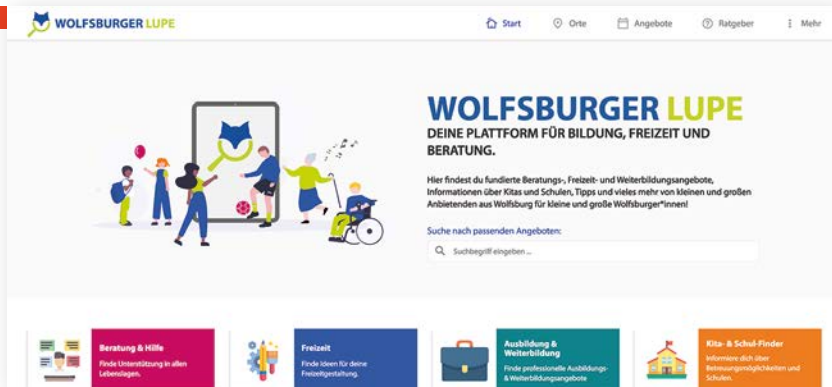 WOLFSBURGER LUPE
Start
Orte
Angebote
Ratgeber
Mehr
WOLFSBURGER LUPE
DEINE PLATTFORM FÜR BILDUNG, FREIZEIT UND
BERATUNG.
Hier findest du fundierte Beratungs-, Freizeit- und Weiterbildungsangebote,
Informationen über Kitas und Schulen, Tipps und vieles mehr von kleinen und großen
Anbietenden aus Wolfsburg für kleine und große Wolfsburger*innen!
Suche nach passenden Angeboten:
Suchbegriff eingeben ...
Beratung & Hilfe
Finde Unterstützung in allen
Lebenslagen.
Freizeit
Finde Ideen für deine
Freizeitgestaltung.
Ausbildung &
Weiterbildung
Finde professionelle Ausbildungs-
& Weiterbildungsangebote
Kita- & Schul-Finder
Informiere dich über
Betreuungsmöglichkeiten und
Schulen.